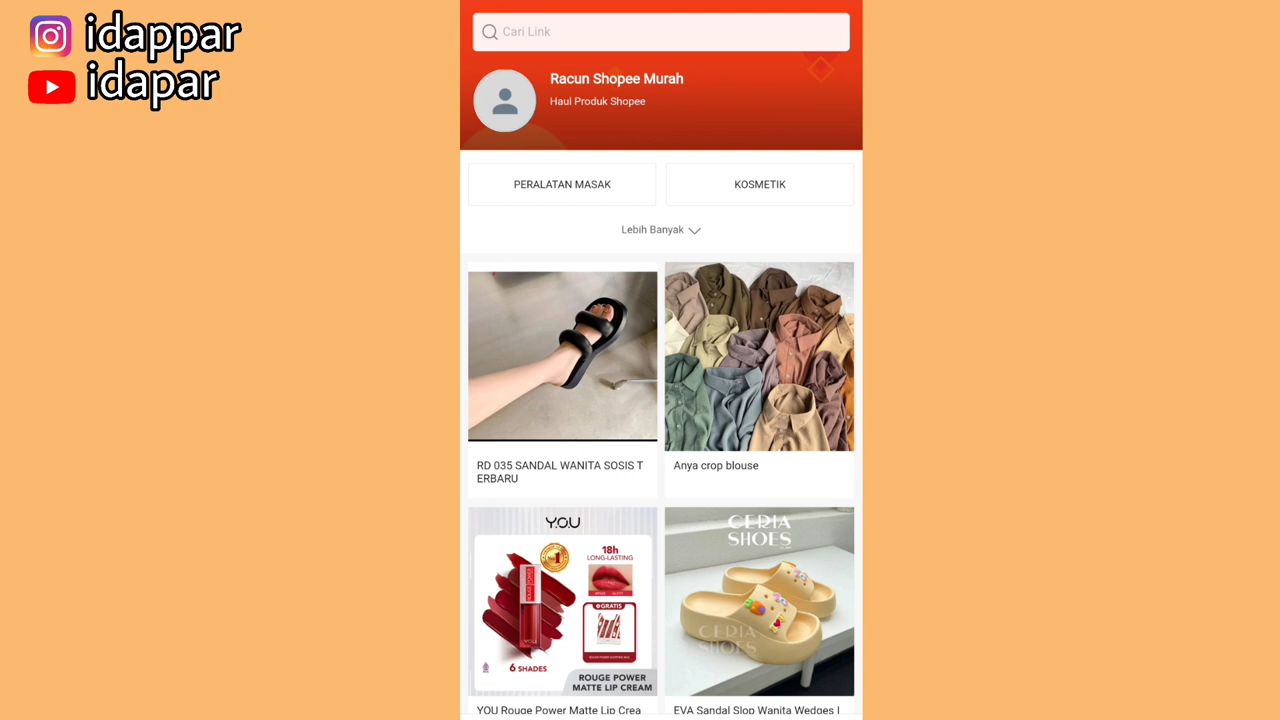 idappar
idapar
Cari Link
Racun Shopee Murah
Haul Produk Shopee
PERALATAN MASAK
KOSMETIK
Lebih Banyak
RD 035 SANDAL WANITA SOSIS T
ERBARU
Anya crop blouse
Y.O.U
18h
LONG-LASTING
GRATIS
Y.O.U
6 SHADES
ROUGE POWER
MATTE LIP CREAM
CERIA
SHOES
CERIA
SHOES
YOU Rouge Power Matte Lip Crea
EVA Sandal Slop Wanita Wedges I